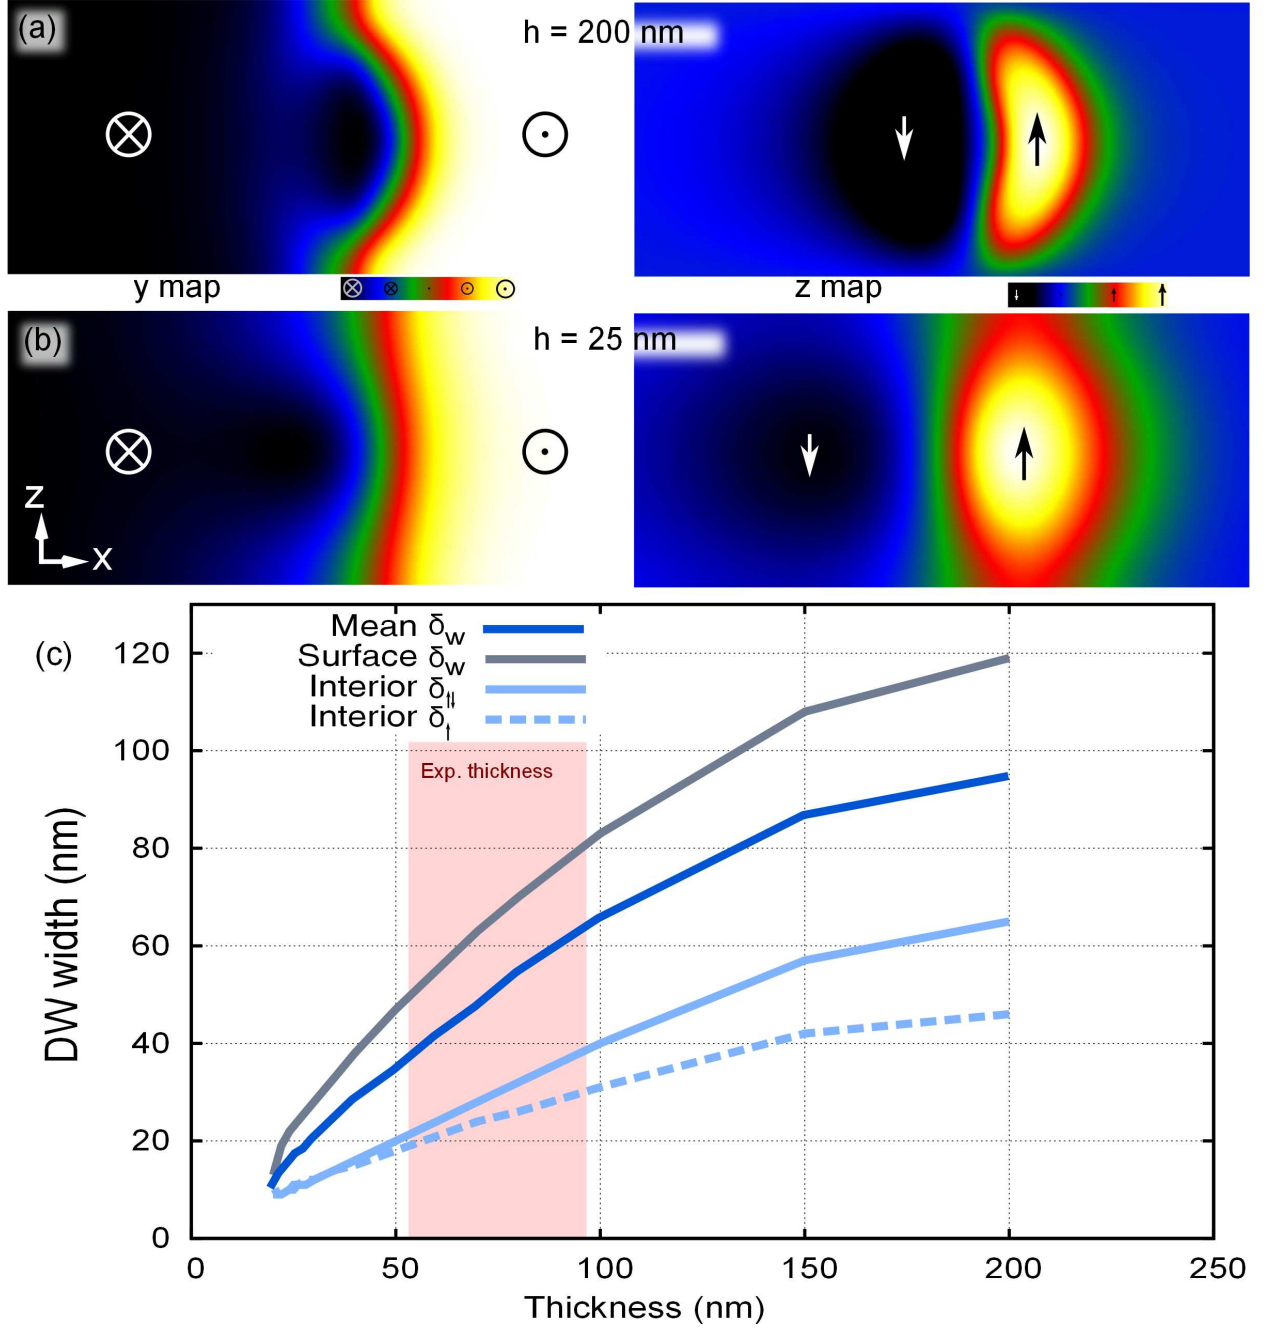 (a)
h = 200 nm
y map
z map
(b)
h = 25 nm
z
x
(c)
Mean δw
Surface δw
Interior δ↑↓
Interior δ↑
Exp. thickness
120
100
80
60
40
20
0
DW width (nm)
0 50 100 150 200 250
Thickness (nm)